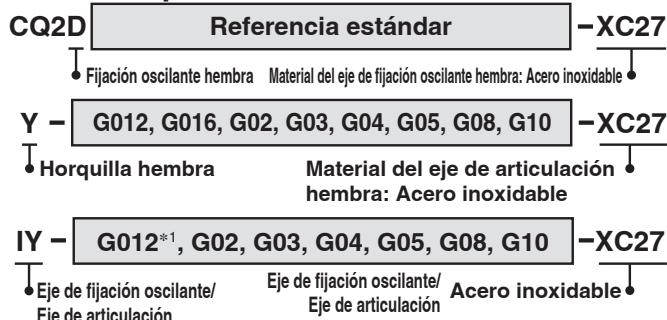 CQ2D Referencia estándar –XC27
Fijación oscilante hembra Material del eje de fijación oscilante hembra: Acero inoxidable
Y – G012, G016, G02, G03, G04, G05, G08, G10 –XC27
Horquilla hembra Material del eje de articulación
hembra: Acero inoxidable
IY – G012*1, G02, G03, G04, G05, G08, G10 –XC27
Eje de fijación oscilante/ Eje de fijación oscilante/ Acero inoxidable
Eje de articulación Eje de articulación